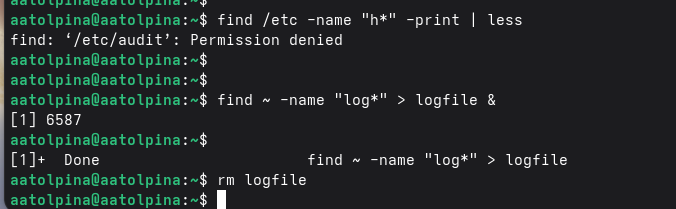 aatolpina@aatolpina:~$ find /etc -name "h*" -print | less
find: ‘/etc/audit’: Permission denied
aatolpina@aatolpina:~$
aatolpina@aatolpina:~$
aatolpina@aatolpina:~$ find ~ -name "log*" > logfile &
[1] 6587
aatolpina@aatolpina:~$
[1]+  Done                    find ~ -name "log*" > logfile
aatolpina@aatolpina:~$ rm logfile
aatolpina@aatolpina:~$